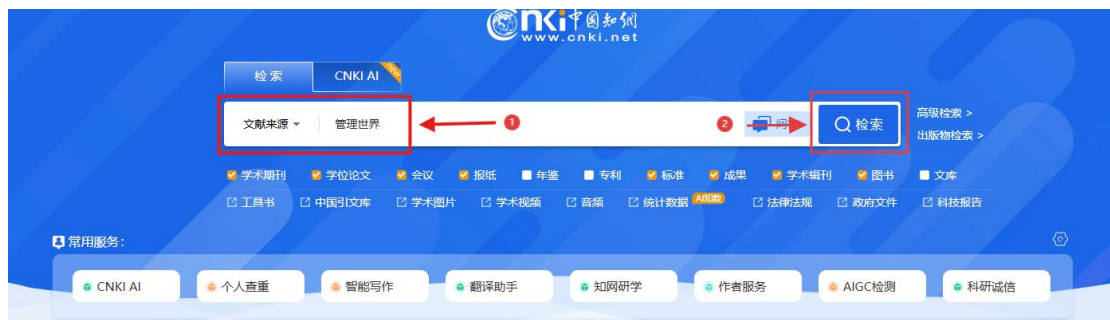 cnki中国知网
www.cnki.net
检索 CNKI AI new
文献来源 管理世界 1 2 问 检索
高级检索 >
出版物检索 >
学术期刊 学位论文 会议 报纸 年鉴 专利 标准 成果 学术辑刊 图书 文库
工具书 中国引文库 学术图片 学术视频 音频 统计数据 法律法规 政府文件 科技报告
常用服务：
CNKI AI 个人查重 智能写作 翻译助手 知网研学 作者服务 AIGC检测 科研诚信